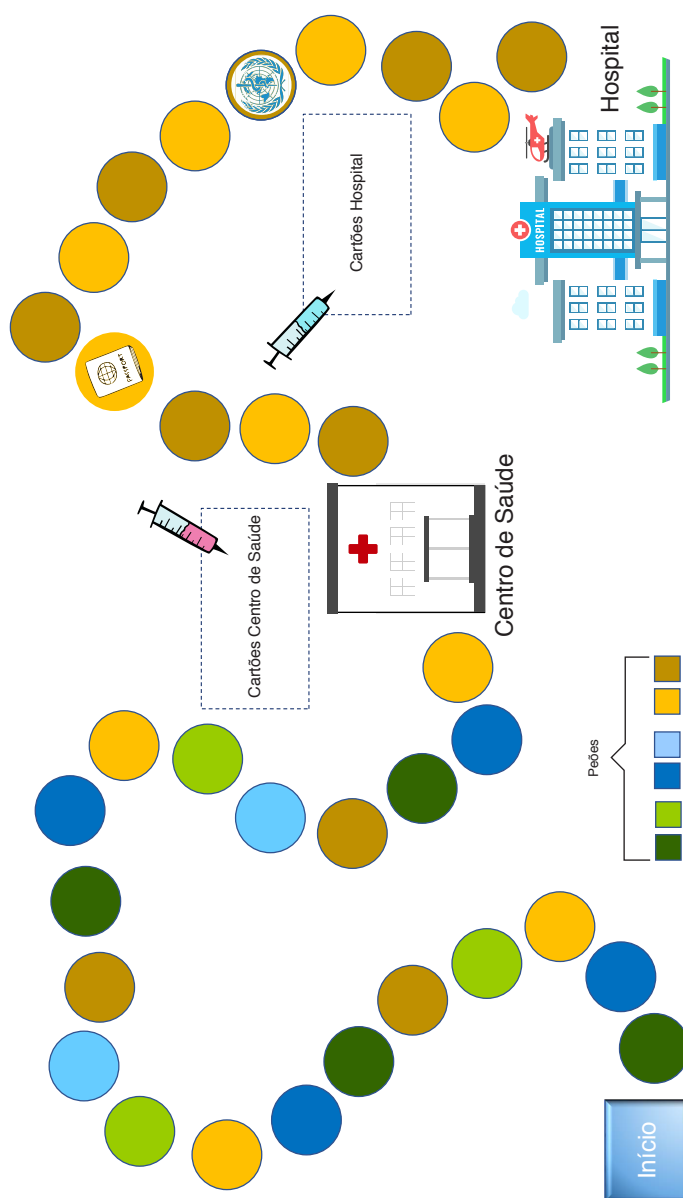 PASSPORT
Cartões Centro de Saúde
Cartões Hospital
Centro de Saúde
HOSPITAL
Hospital
Peões
Início